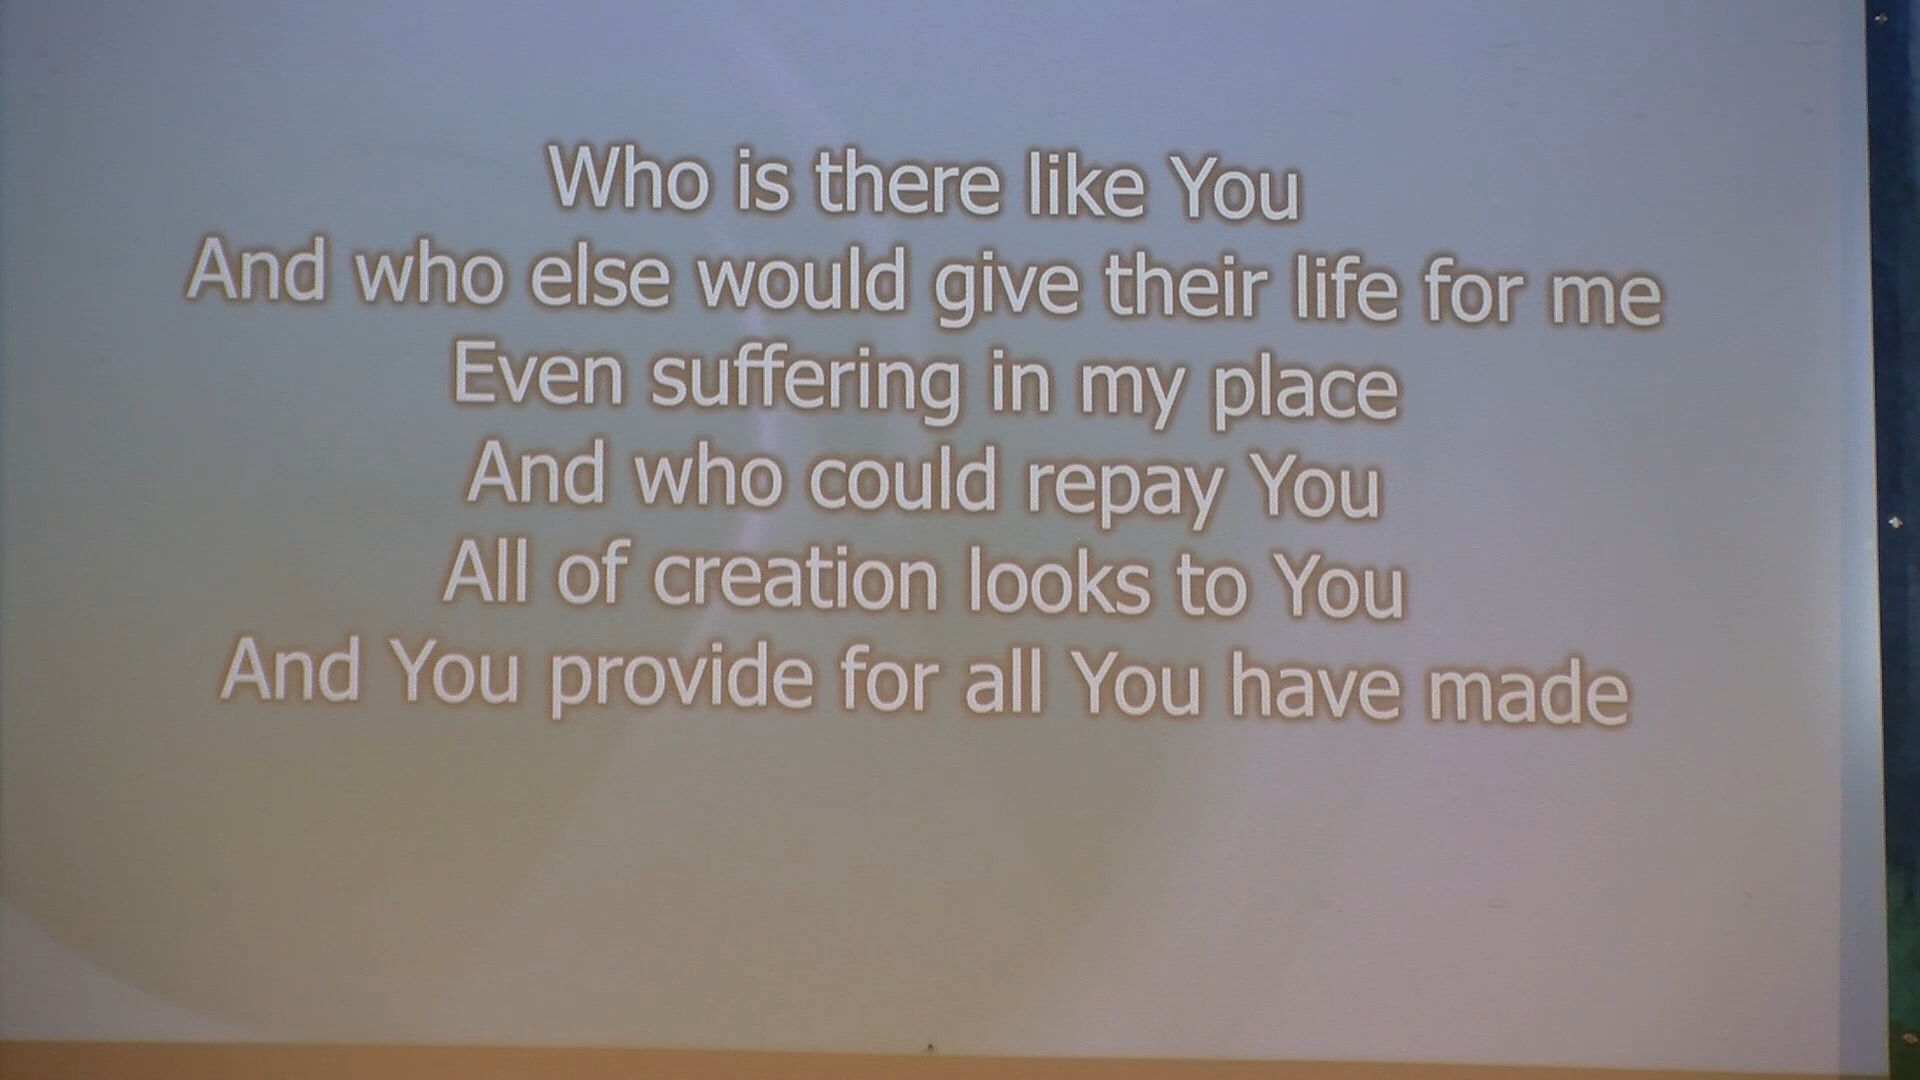 Who is there like You
And who else would give their life for me
Even suffering in my place
And who could repay You
All of creation looks to You
And You provide for all You have made